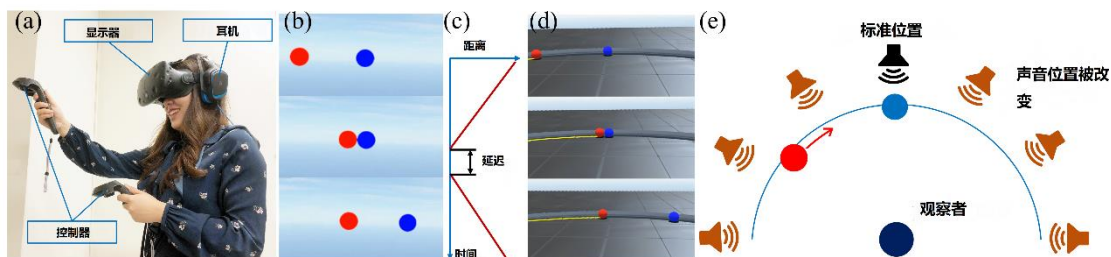 (a)
显示器
耳机
控制器
(b)
(c)
距离
延迟
时间
(d)
(e)
标准位置
声音位置被改
变
观察者